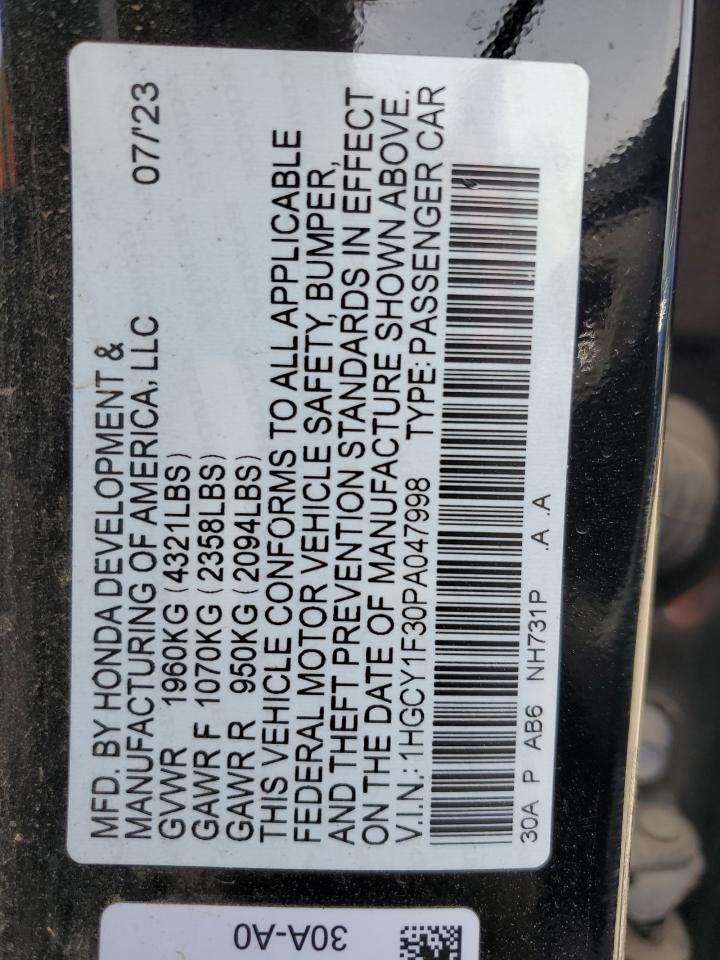 MFD. BY HONDA DEVELOPMENT &
MANUFACTURING OF AMERICA, LLC 07/'23
GVWR 1960KG (4321LBS)
GAWR F 1070KG (2358LBS)
GAWR R 950KG (2094LBS)
THIS VEHICLE CONFORMS TO ALL APPLICABLE
FEDERAL MOTOR VEHICLE SAFETY, BUMPER,
AND THEFT PREVENTION STANDARDS IN EFFECT
ON THE DATE OF MANUFACTURE SHOWN ABOVE.
V.I.N.: 1HGCY1F30PA047998 TYPE: PASSENGER CAR
30A P AB6 NH731P .A .A
30A-A0